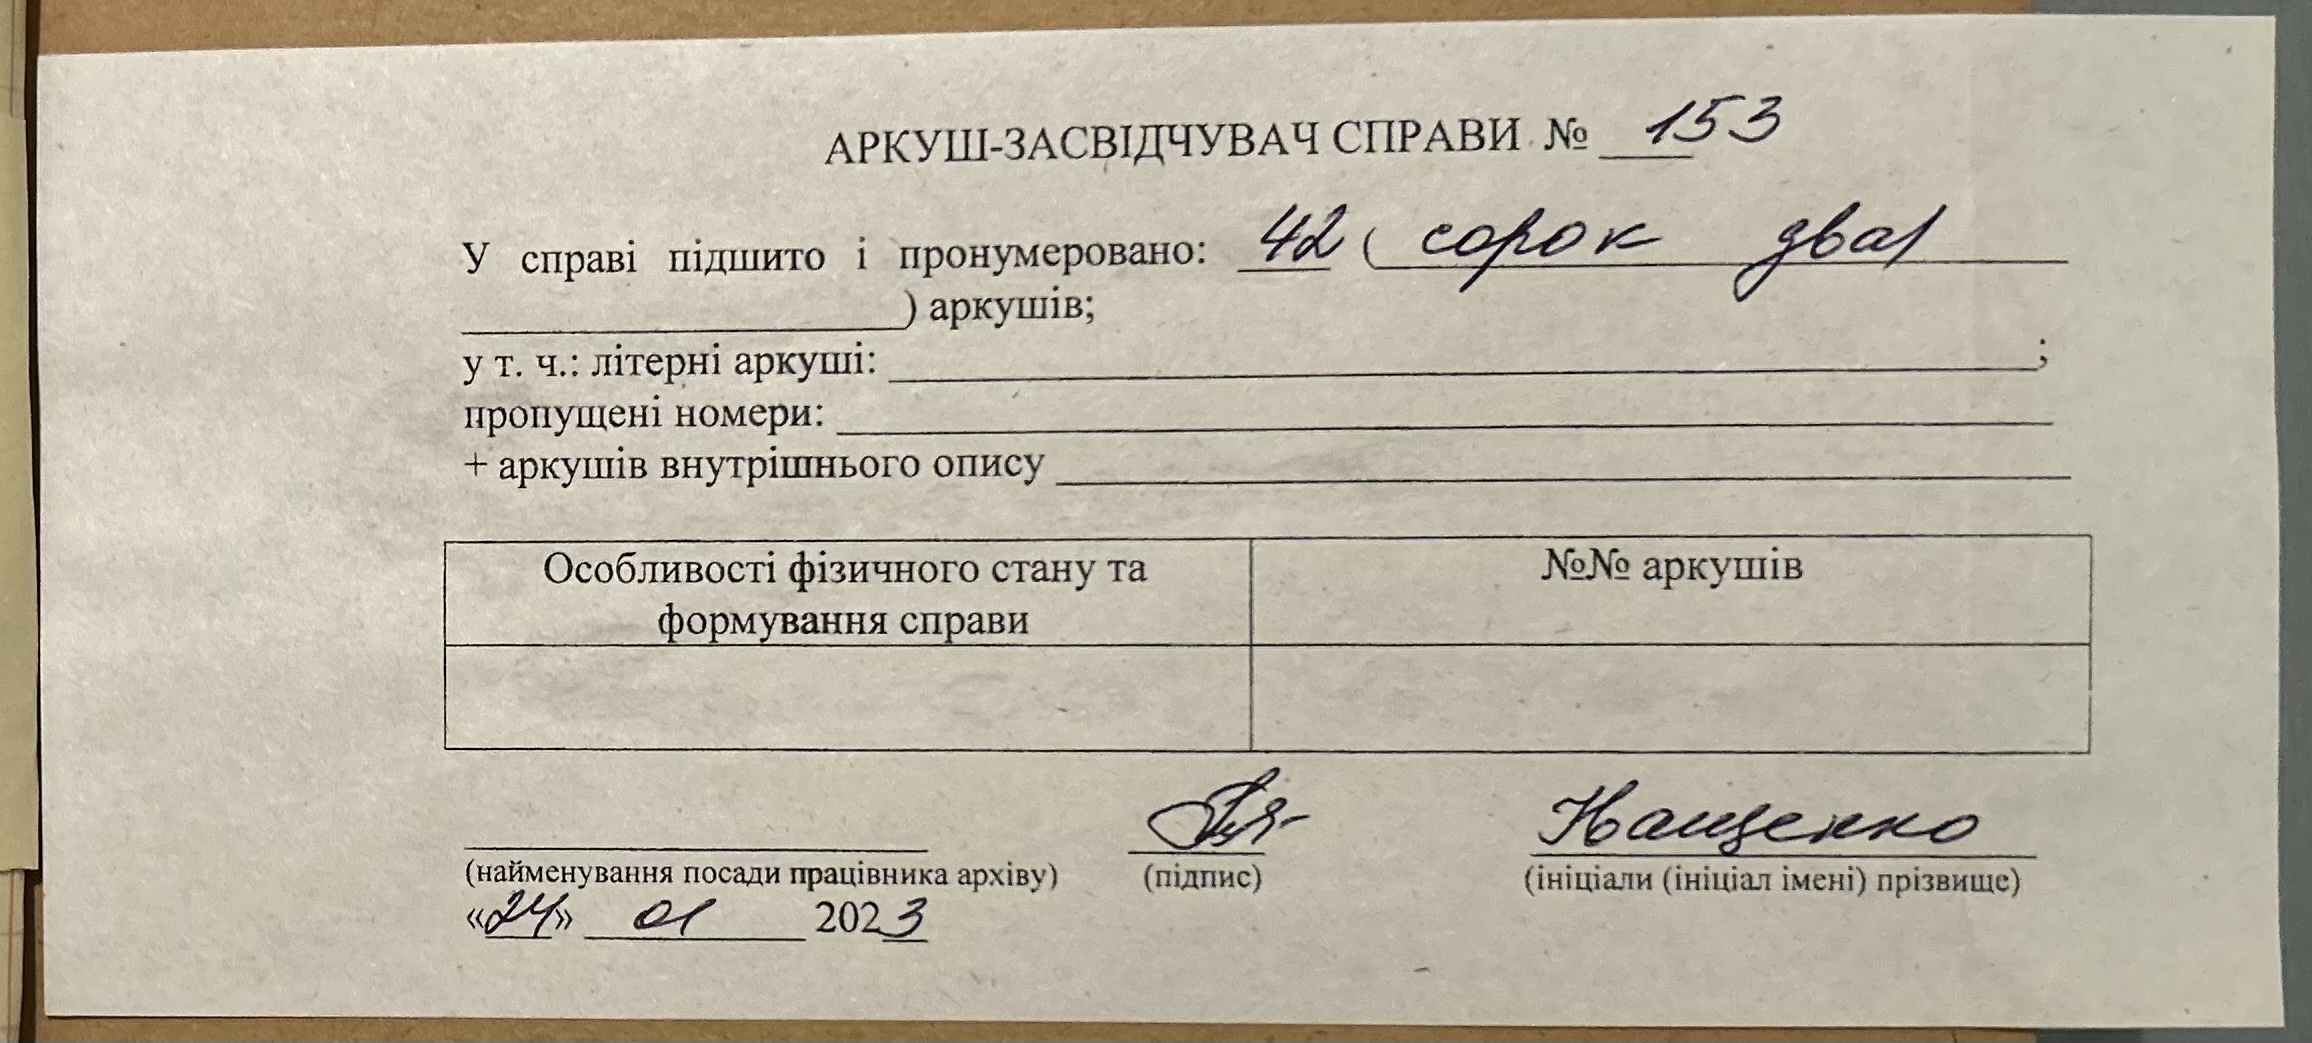 АРКУШ-ЗАСВІДЧУВАЧ СПРАВИ № 153
У справі підшито і пронумеровано: 42 ( сорок два)
) аркушів;
у т. ч.: літерні аркуші: ;
пропущені номери:
+ аркушів внутрішнього опису
Особливості фізичного стану та
формування справи
№№ аркушів
(найменування посади працівника архіву) (підпис) (ініціали (ініціал імені) прізвище)
«24» 01 2023